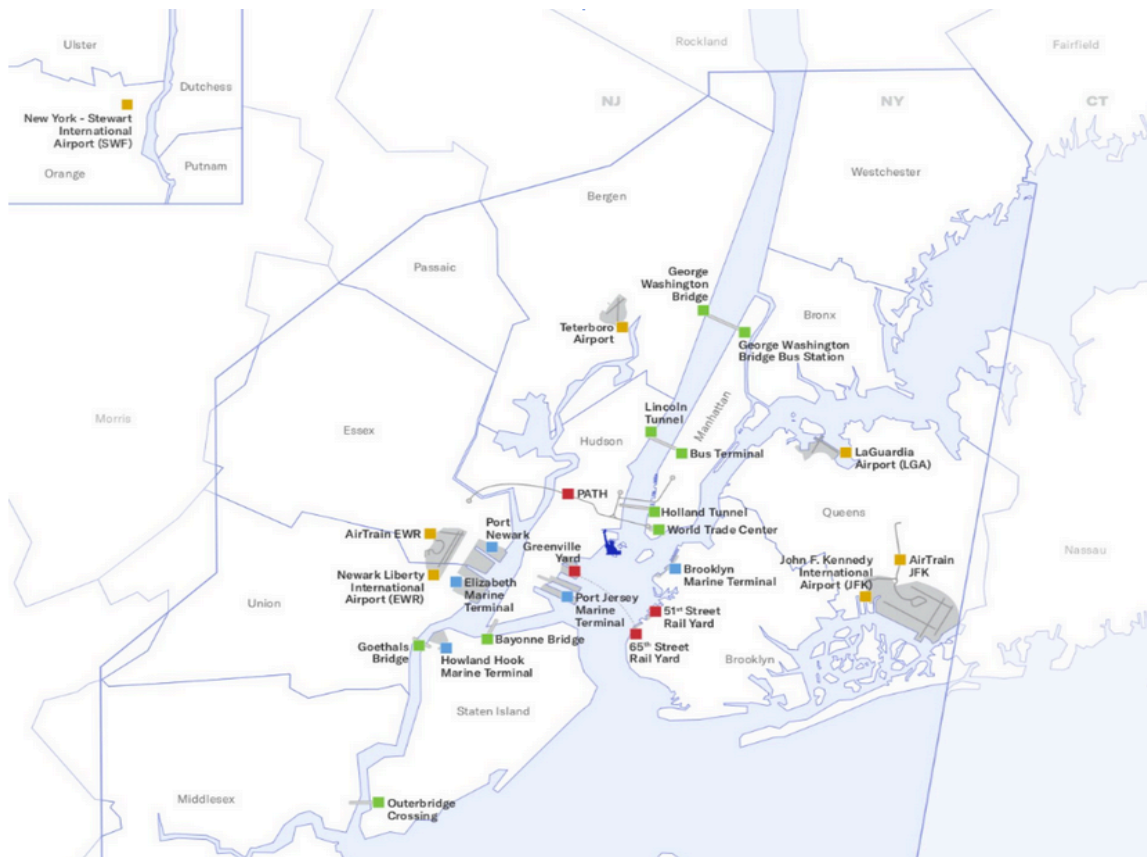 Ulster
Dutchess
New York - Stewart
International
Airport (SWF)
Orange
Putnam
Rockland
Fairfield
NJ
NY
CT
Westchester
Bergen
Passaic
George
Washington
Bridge
Bronx
Teterboro
Airport
George Washington
Bridge Bus Station
Morris
Essex
Lincoln
Tunnel
Manhattan
Hudson
Bus Terminal
LaGuardia
Airport (LGA)
PATH
Holland Tunnel
World Trade Center
Queens
AirTrain EWR
Port
Newark
Greenville
Yard
Brooklyn
Marine Terminal
John F. Kennedy
International
Airport (JFK)
AirTrain
JFK
Nassau
Newark Liberty
International
Airport (EWR)
Elizabeth
Marine
Terminal
Port Jersey
Marine
Terminal
Union
51st Street
Rail Yard
65th Street
Rail Yard
Goethals
Bridge
Bayonne Bridge
Howland Hook
Marine Terminal
Brooklyn
Staten Island
Middlesex
Outerbridge
Crossing